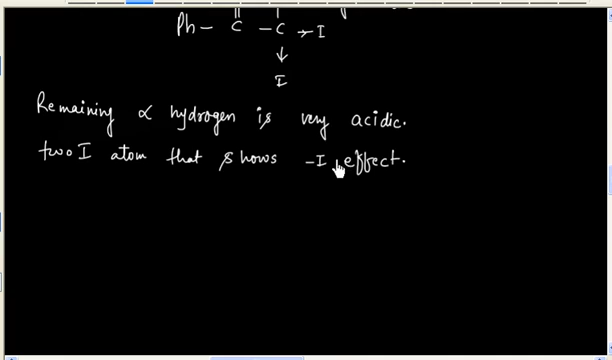 Ph — C — C → I
I
Remaining α hydrogen is very acidic.
two I atom that shows -I effect.